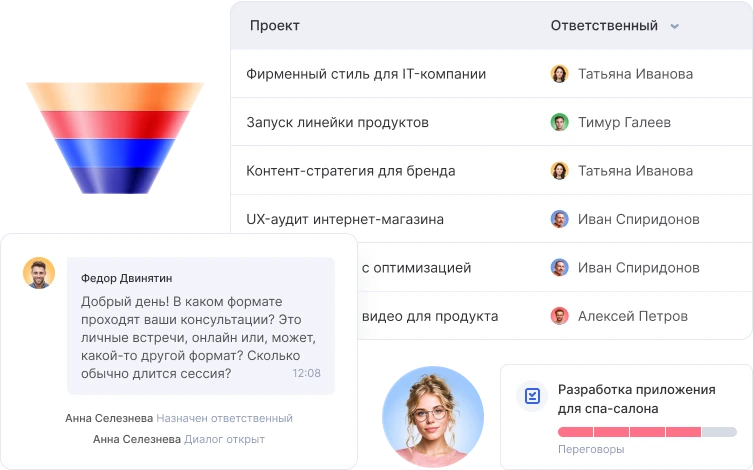 Проект
Ответственный
Фирменный стиль для IT-компании
Татьяна Иванова
Запуск линейки продуктов
Тимур Галеев
Контент-стратегия для бренда
Татьяна Иванова
UX-аудит интернет-магазина
Иван Спиридонов
с оптимизацией
Иван Спиридонов
видео для продукта
Алексей Петров
Федор Двинятин
Добрый день! В каком формате
проходят ваши консультации? Это
личные встречи, онлайн или, может,
какой-то другой формат? Сколько
обычно длится сессия?
12:08
Анна Селезнева Назначен ответственный
Анна Селезнева Диалог открыт
Разработка приложения
для спа-салона
Переговоры